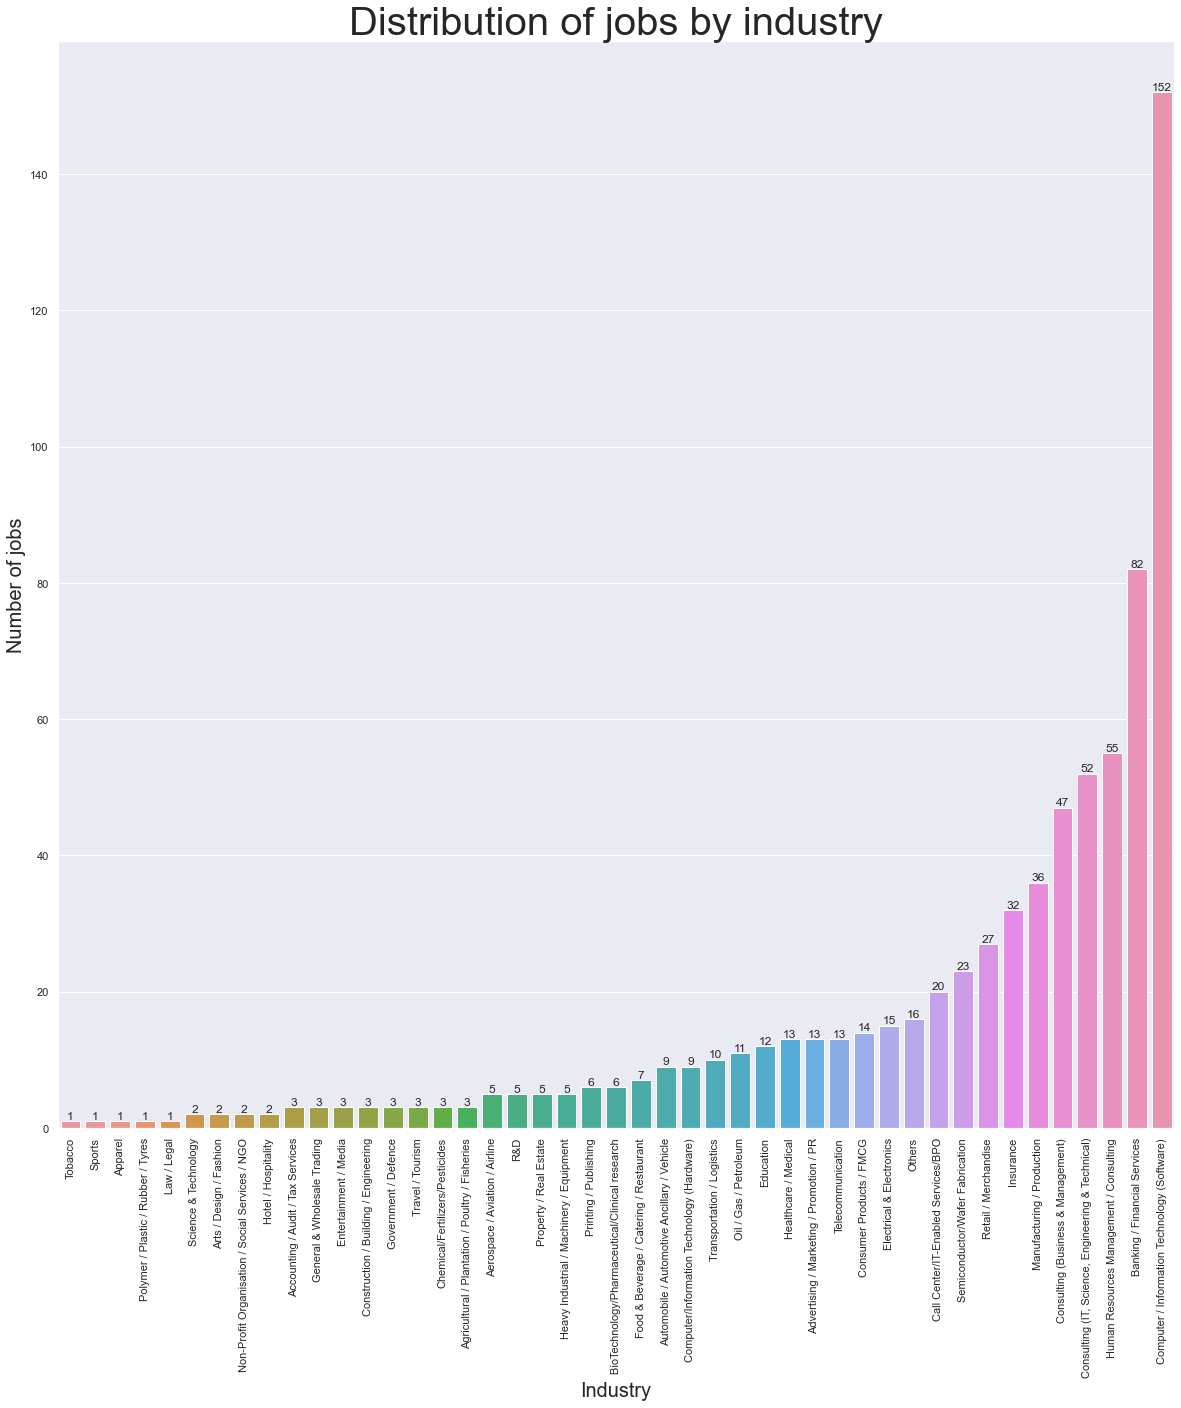 Distribution of jobs by industry
Number of jobs
140
120
100
80
60
40
20
0
1
1
1
1
1
2
2
2
2
3
3
3
3
3
3
3
3
5
5
5
5
6
6
7
9
9
10
11
12
13
13
13
14
15
16
20
23
27
32
36
47
52
55
82
152
Tobacco
Sports
Apparel
Polymer / Plastic / Rubber / Tyres
Law / Legal
Science & Technology
Arts / Design / Fashion
Non-Profit Organisation / Social Services / NGO
Hotel / Hospitality
Accounting / Audit / Tax Services
General & Wholesale Trading
Entertainment / Media
Construction / Building / Engineering
Government / Defence
Travel / Tourism
Chemical/Fertilizers/Pesticides
Agricultural / Plantation / Poultry / Fisheries
Aerospace / Aviation / Airline
R&D
Property / Real Estate
Heavy Industrial / Machinery / Equipment
Printing / Publishing
BioTechnology/Pharmaceutical/Clinical research
Food & Beverage / Catering / Restaurant
Automobile / Automotive Ancillary / Vehicle
Computer/Information Technology (Hardware)
Transportation / Logistics
Oil / Gas / Petroleum
Education
Healthcare / Medical
Advertising / Marketing / Promotion / PR
Telecommunication
Consumer Products / FMCG
Electrical & Electronics
Others
Call Center/IT-Enabled Services/BPO
Semiconductor/Wafer Fabrication
Retail / Merchandise
Insurance
Manufacturing / Production
Consulting (Business & Management)
Consulting (IT, Science, Engineering & Technical)
Human Resources Management / Consulting
Banking / Financial Services
Computer / Information Technology (Software)
Industry